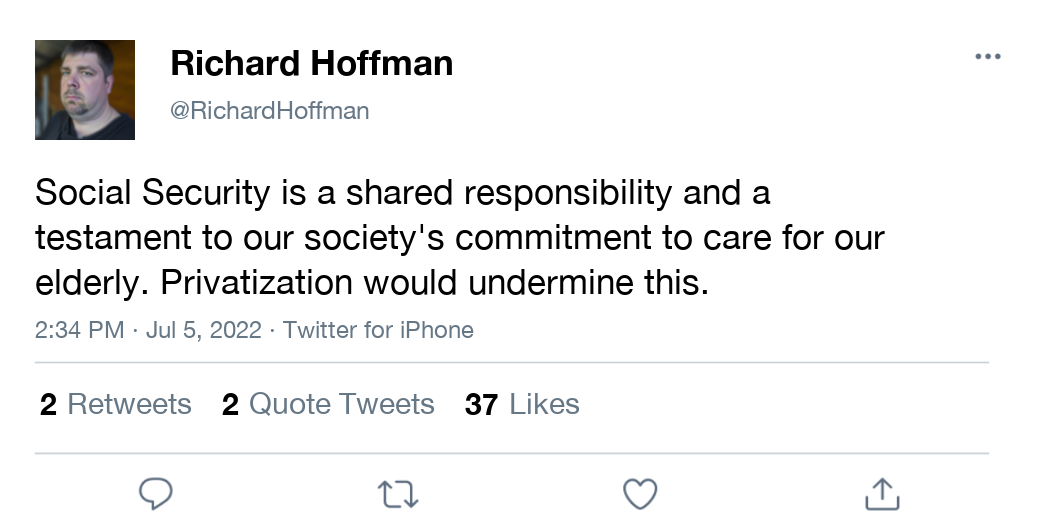 Richard Hoffman
@RichardHoffman
Social Security is a shared responsibility and a
testament to our society's commitment to care for our
elderly. Privatization would undermine this.
2:34 PM · Jul 5, 2022 · Twitter for iPhone
2 Retweets 2 Quote Tweets 37 Likes